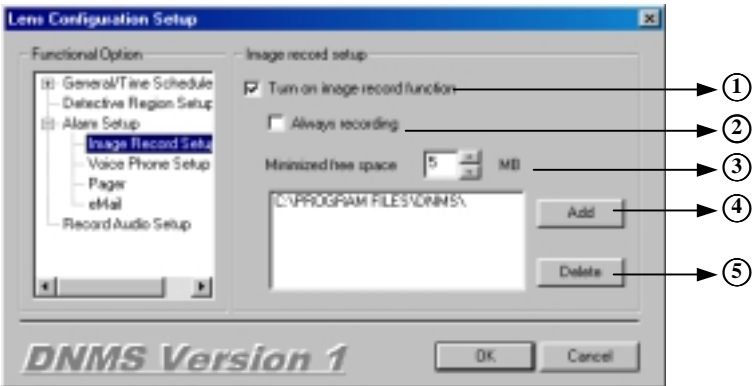 Lens Configuration Setup
Functional Option
General/Time Schedule
Detective Region Setup
Alarm Setup
Image Record Setu
Voice Phone Setup
Pager
eMail
Record Audio Setup
Image record setup
Turn on image record function
1
Always recording
2
Minimized free space 5 MB
3
C:\PROGRAM FILES\DNMS\
Add
4
Delete
5
DNMS Version 1
OK
Cancel